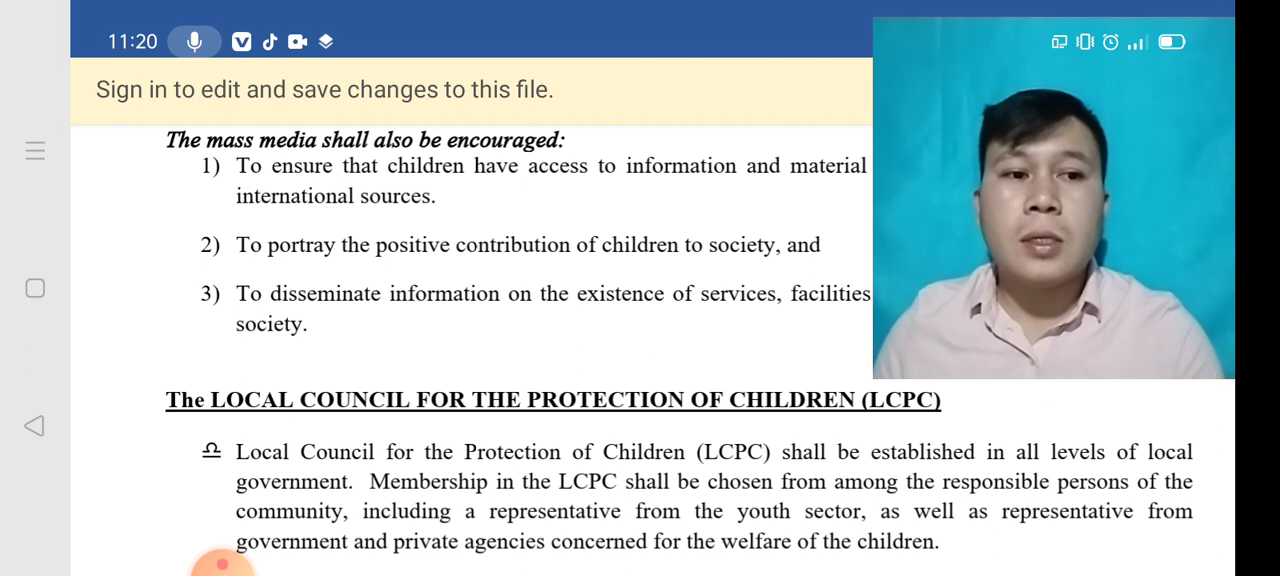 11:20
Sign in to edit and save changes to this file.
The mass media shall also be encouraged:
1) To ensure that children have access to information and material
international sources.
2) To portray the positive contribution of children to society, and
3) To disseminate information on the existence of services, facilities
society.
The LOCAL COUNCIL FOR THE PROTECTION OF CHILDREN (LCPC)
♎ Local Council for the Protection of Children (LCPC) shall be established in all levels of local
government. Membership in the LCPC shall be chosen from among the responsible persons of the
community, including a representative from the youth sector, as well as representative from
government and private agencies concerned for the welfare of the children.